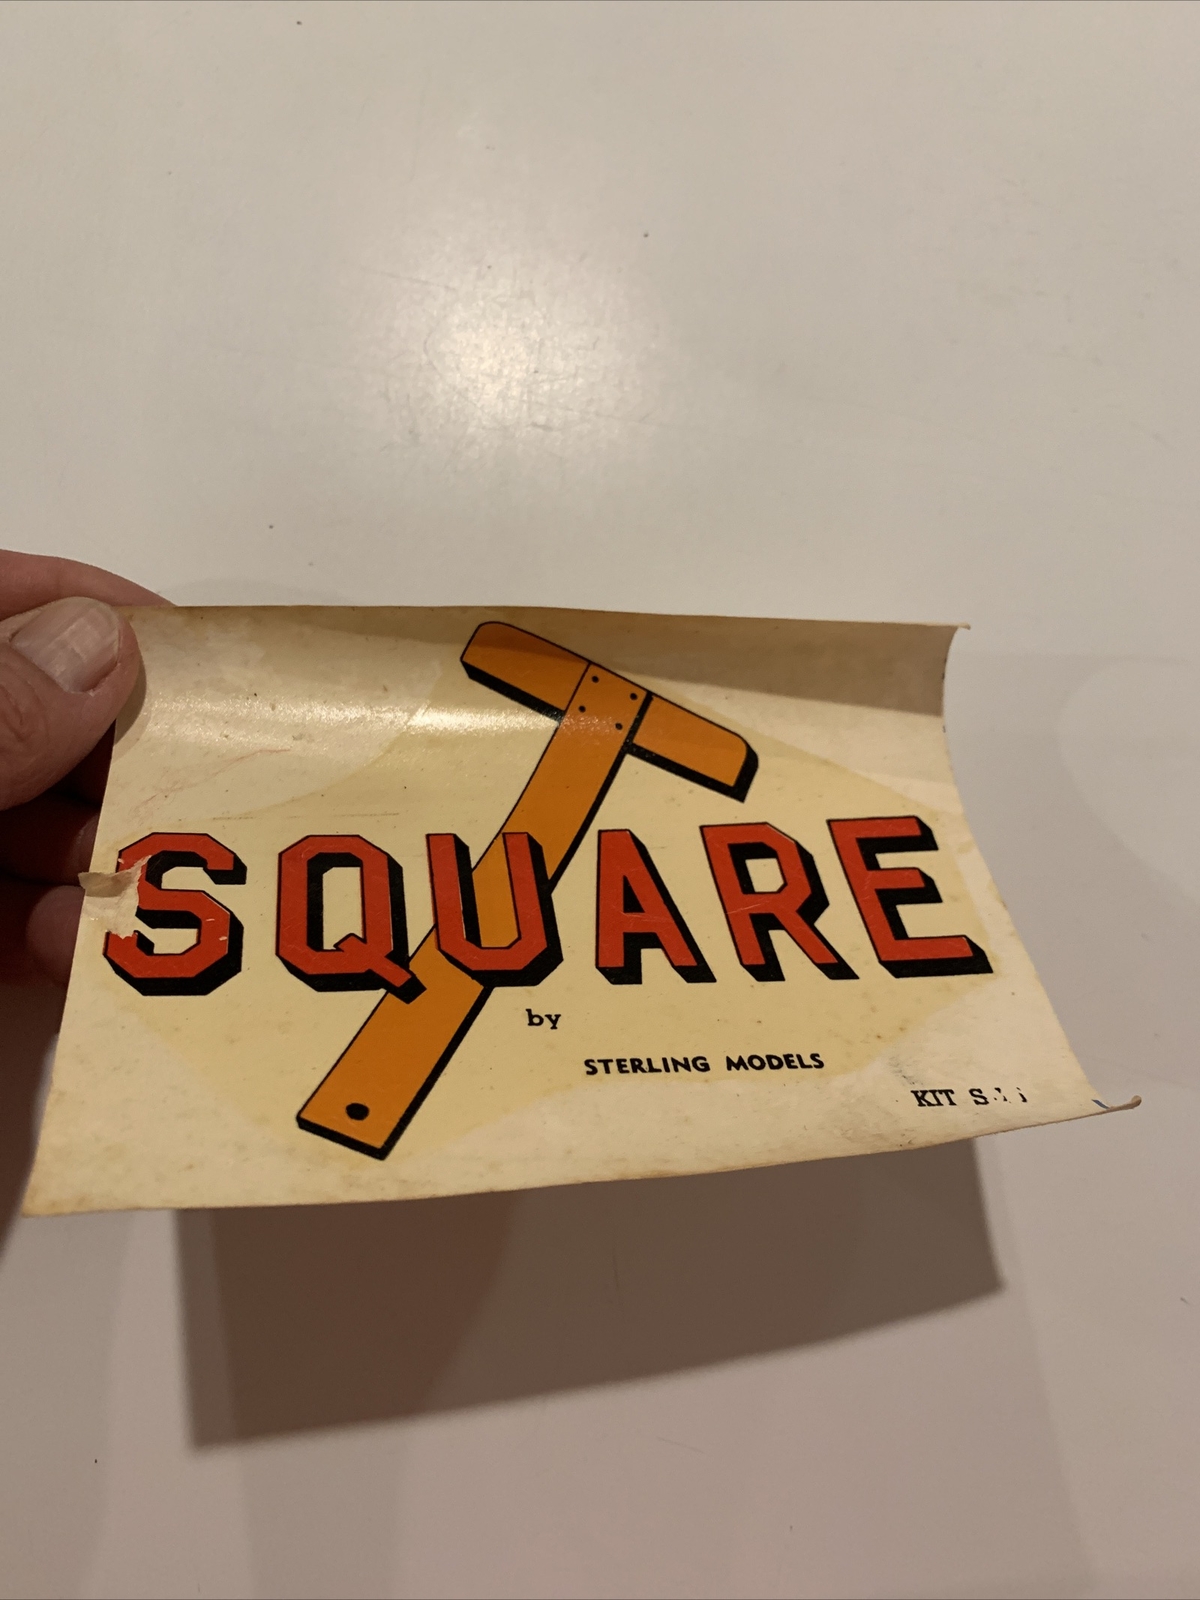 SQUARE
by
STERLING MODELS
KIT